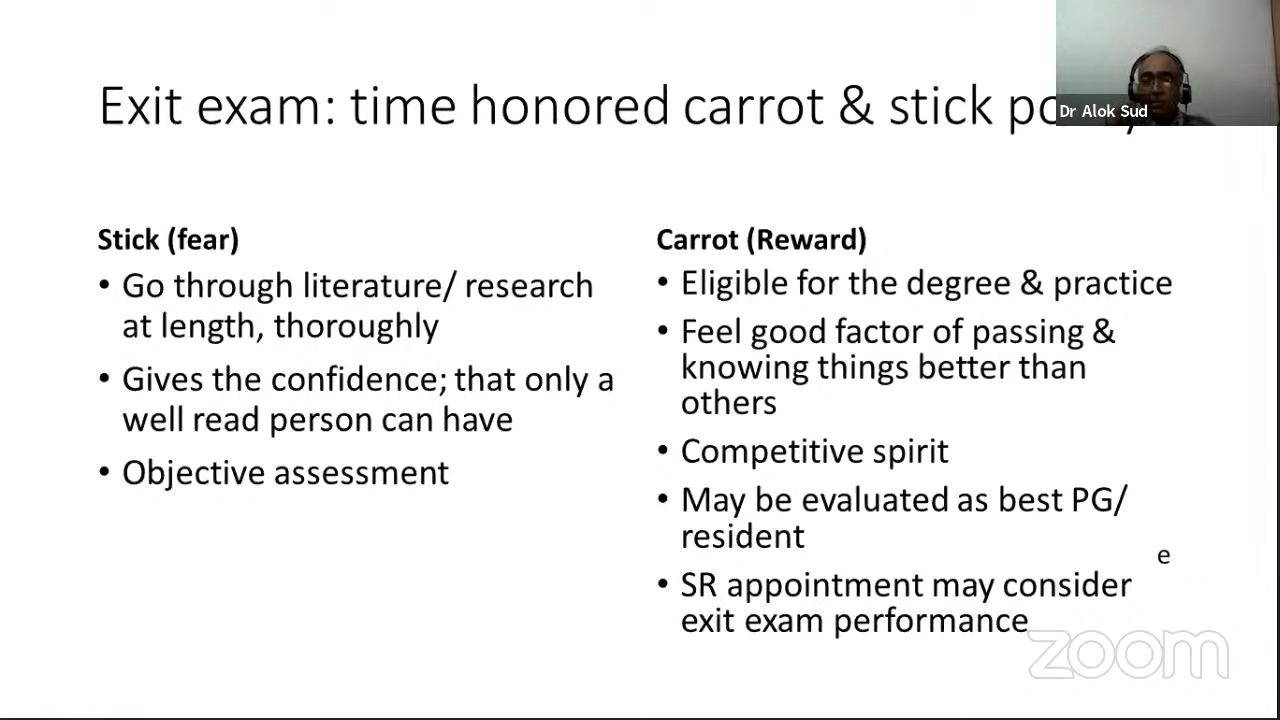 Exit exam: time honored carrot & stick
Dr Alok Sud
Stick (fear)
• Go through literature/ research
at length, thoroughly
• Gives the confidence; that only a
well read person can have
• Objective assessment
Carrot (Reward)
• Eligible for the degree & practice
• Feel good factor of passing &
knowing things better than
others
• Competitive spirit
• May be evaluated as best PG/
resident
• SR appointment may consider
exit exam performance
e
zoom